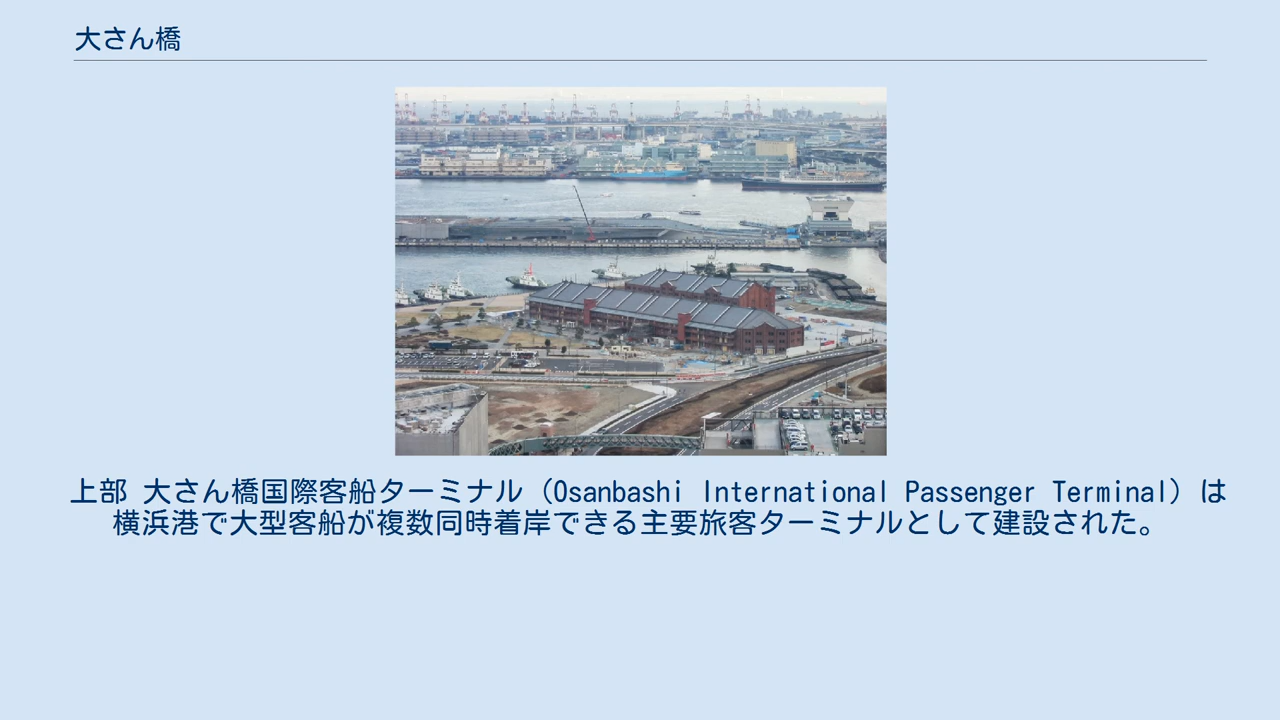 大さん橋
上部 大さん橋国際客船ターミナル（Osanbashi International Passenger Terminal）は
横浜港で大型客船が複数同時着岸できる主要旅客ターミナルとして建設された。